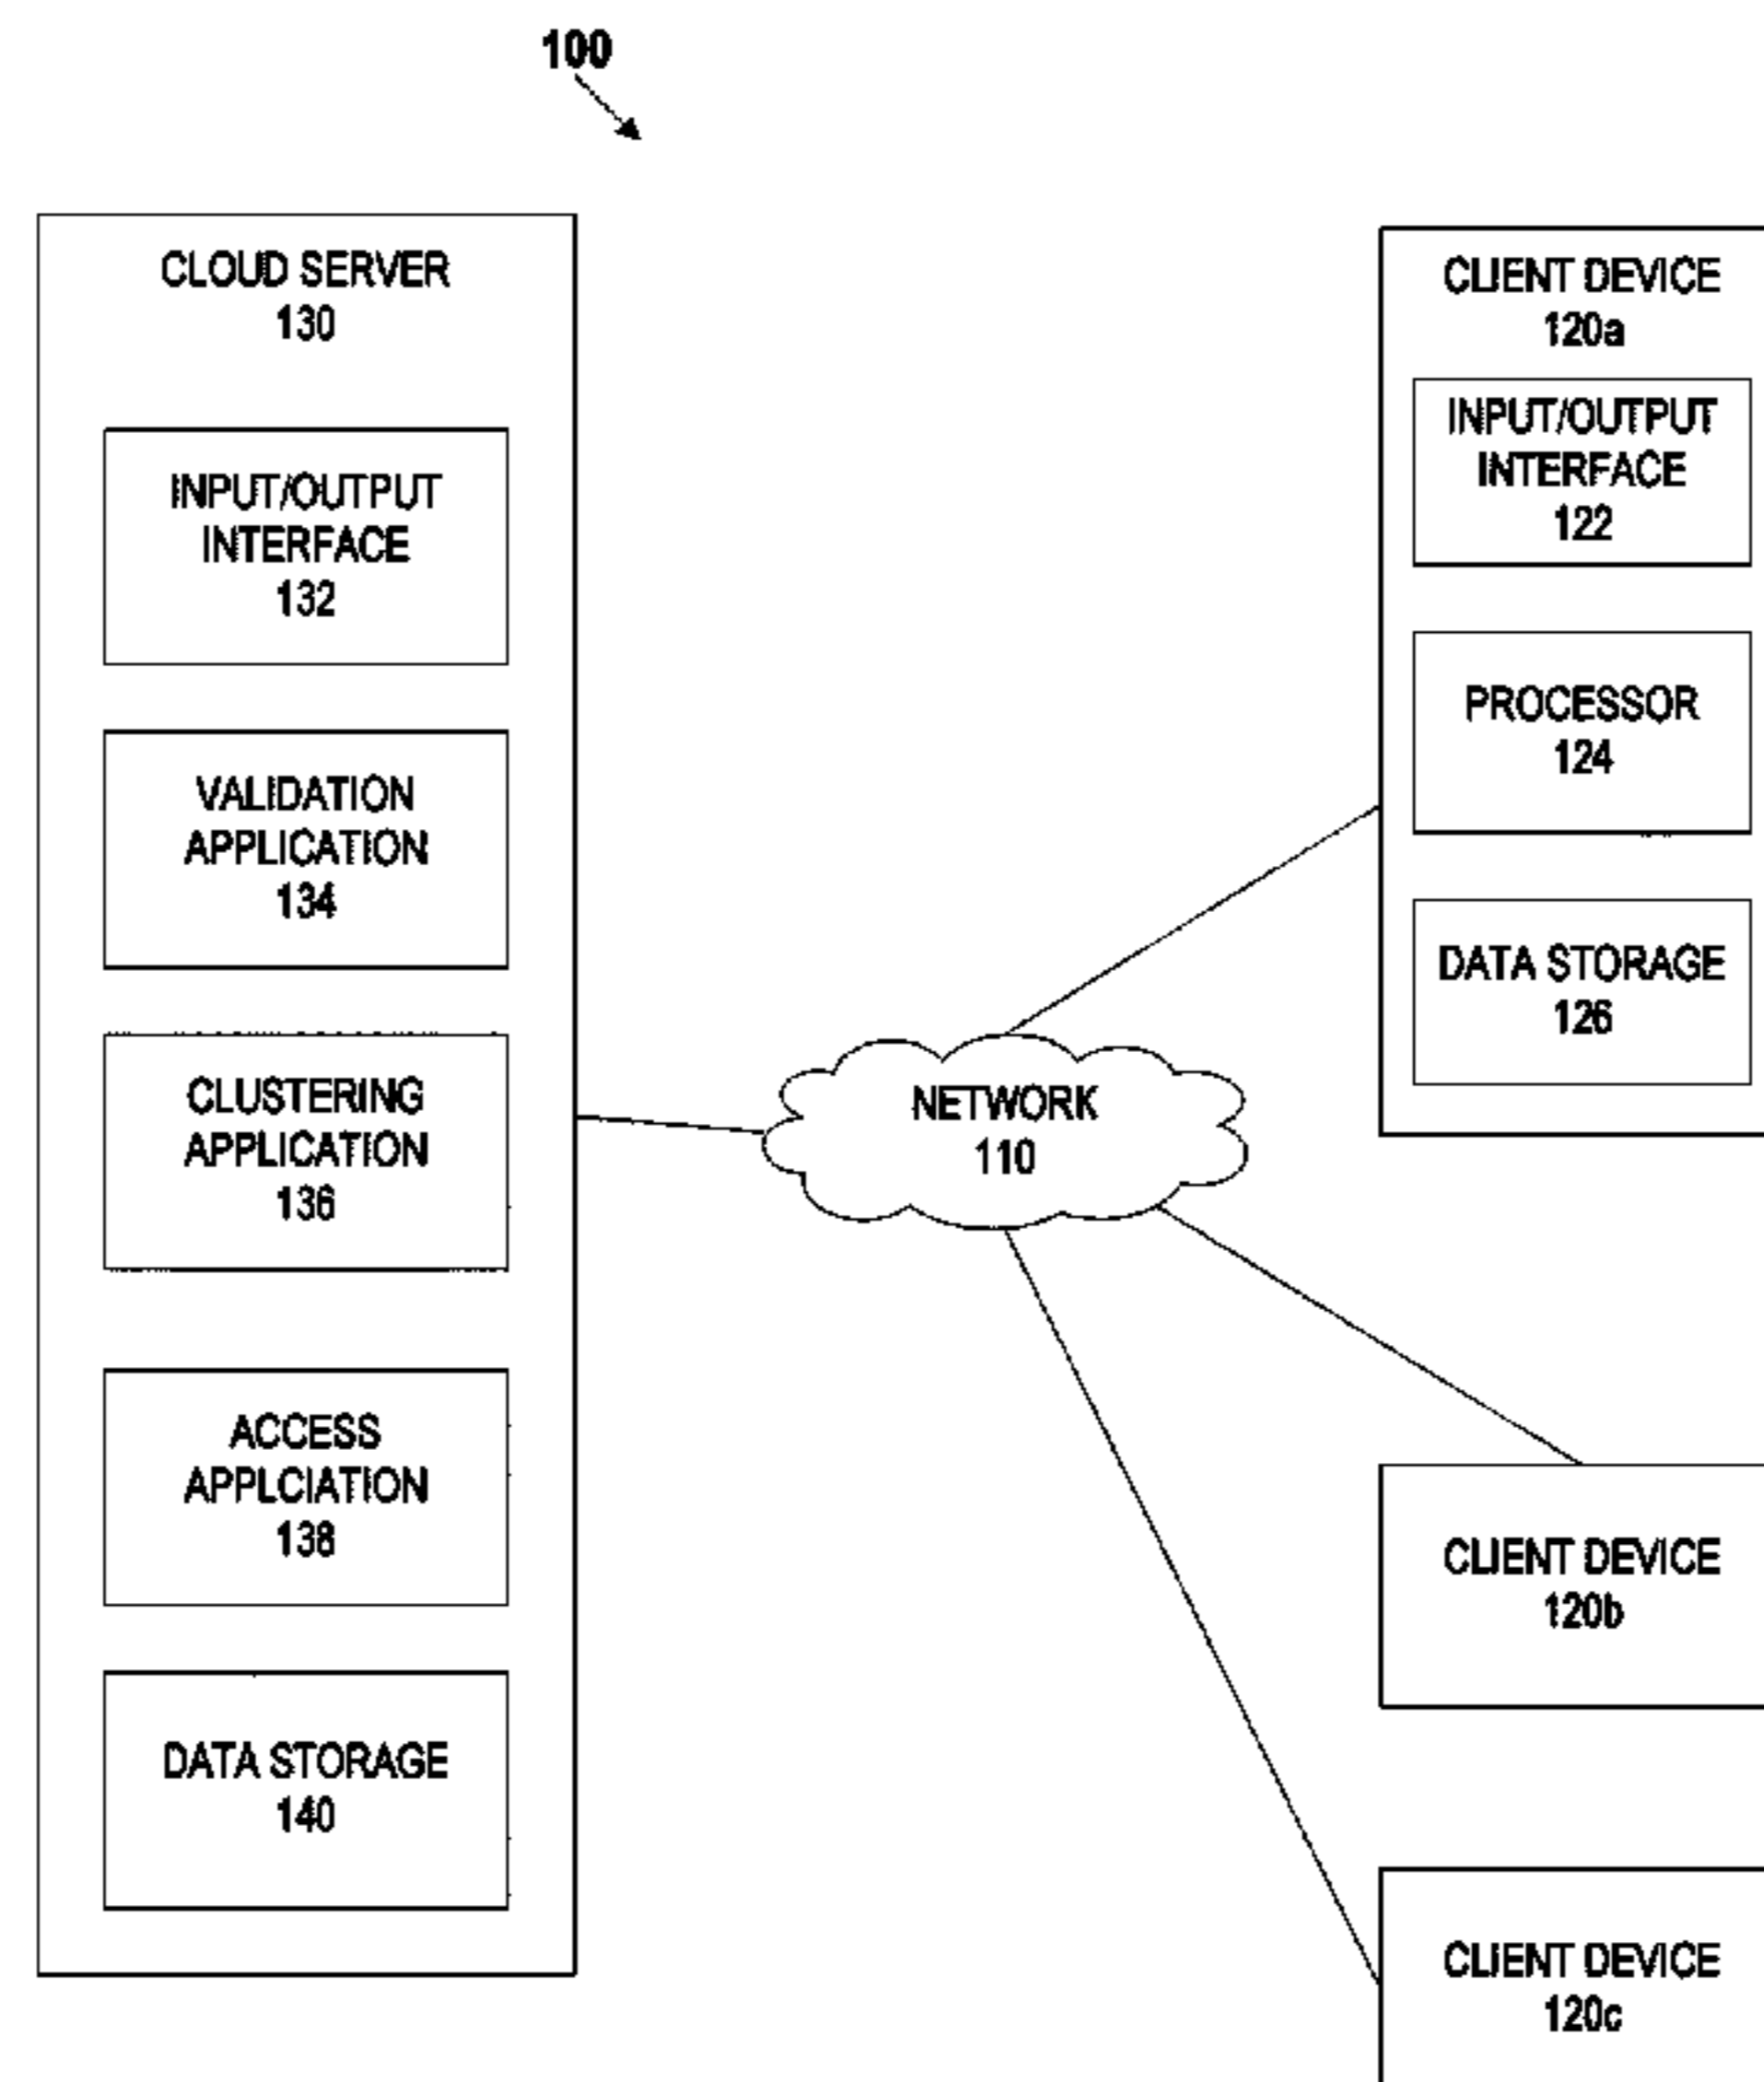 100
CLOUD SERVER
130
INPUT/OUTPUT
INTERFACE
132
VALIDATION
APPLICATION
134
CLUSTERING
APPLICATION
136
ACCESS
APPLCIATION
138
DATA STORAGE
140
NETWORK
110
CLIENT DEVICE
120a
INPUT/OUTPUT
INTERFACE
122
PROCESSOR
124
DATA STORAGE
126
CLIENT DEVICE
120b
CLIENT DEVICE
120c